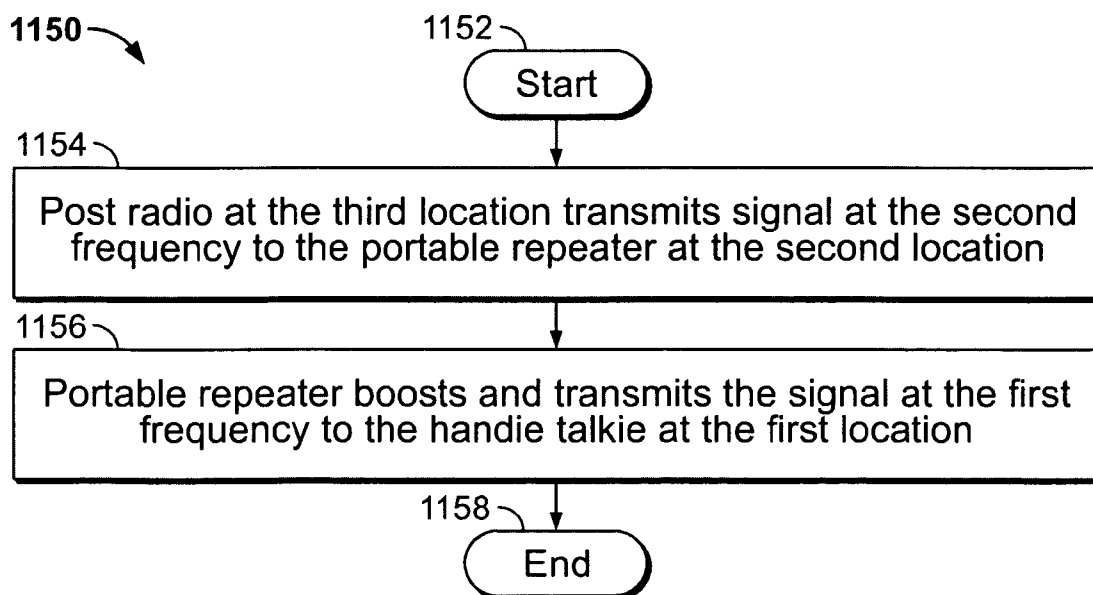 1150
1152
Start
1154
Post radio at the third location transmits signal at the second
frequency to the portable repeater at the second location
1156
Portable repeater boosts and transmits the signal at the first
frequency to the handie talkie at the first location
1158
End